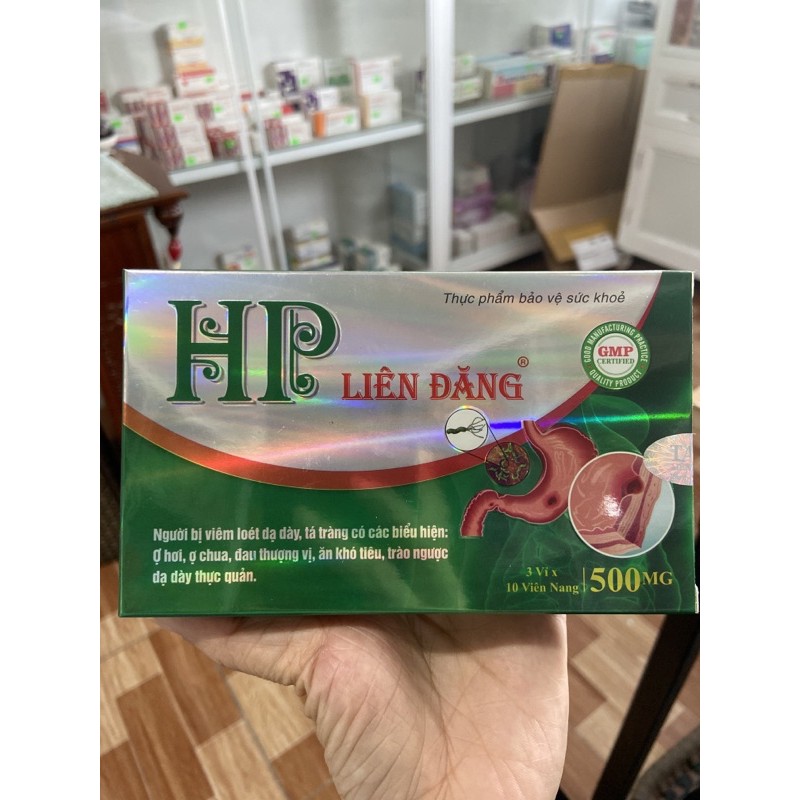 Thực phẩm bảo vệ sức khoẻ
HP LIÊN ĐĂNG®
GOOD MANUFACTURING PRACTICE
GMP
CERTIFIED
QUALITY PRODUCT
Người bị viêm loét dạ dày, tá tràng có các biểu hiện:
Ợ hơi, ợ chua, đau thượng vị, ăn khó tiêu, trào ngược
dạ dày thực quản.
3 Vỉ x
10 Viên Nang
500MG